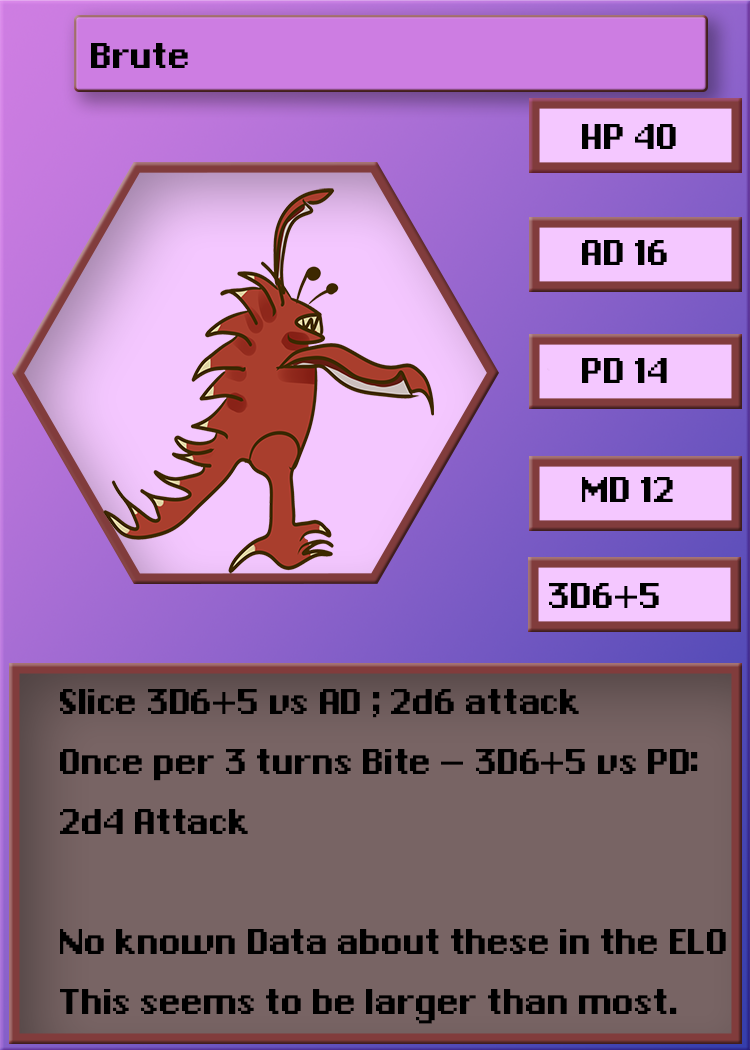 Brute
HP 40
AD 16
PD 14
MD 12
3D6+5
Slice 3D6+5 vs AD ; 2d6 attack
Once per 3 turns Bite – 3D6+5 vs PD:
2d4 Attack
No known Data about these in the ELO
This seems to be larger than most.